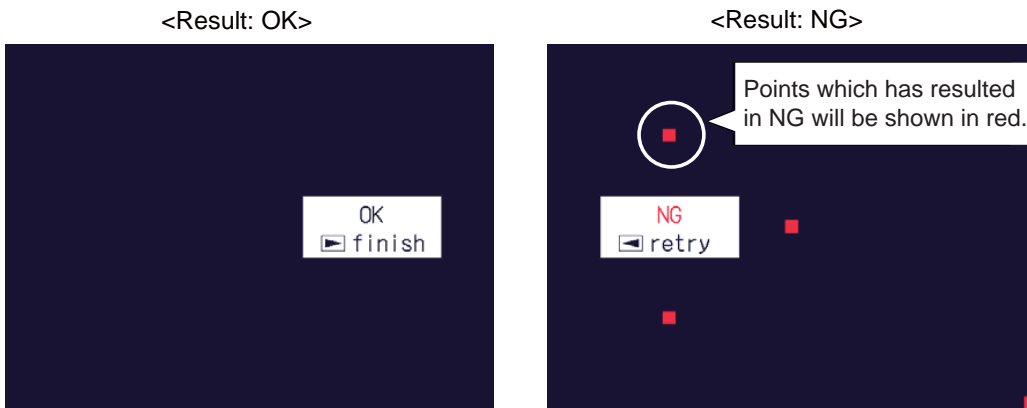 <Result: OK>
<Result: NG>
Points which has resulted
in NG will be shown in red.
OK
finish
NG
retry